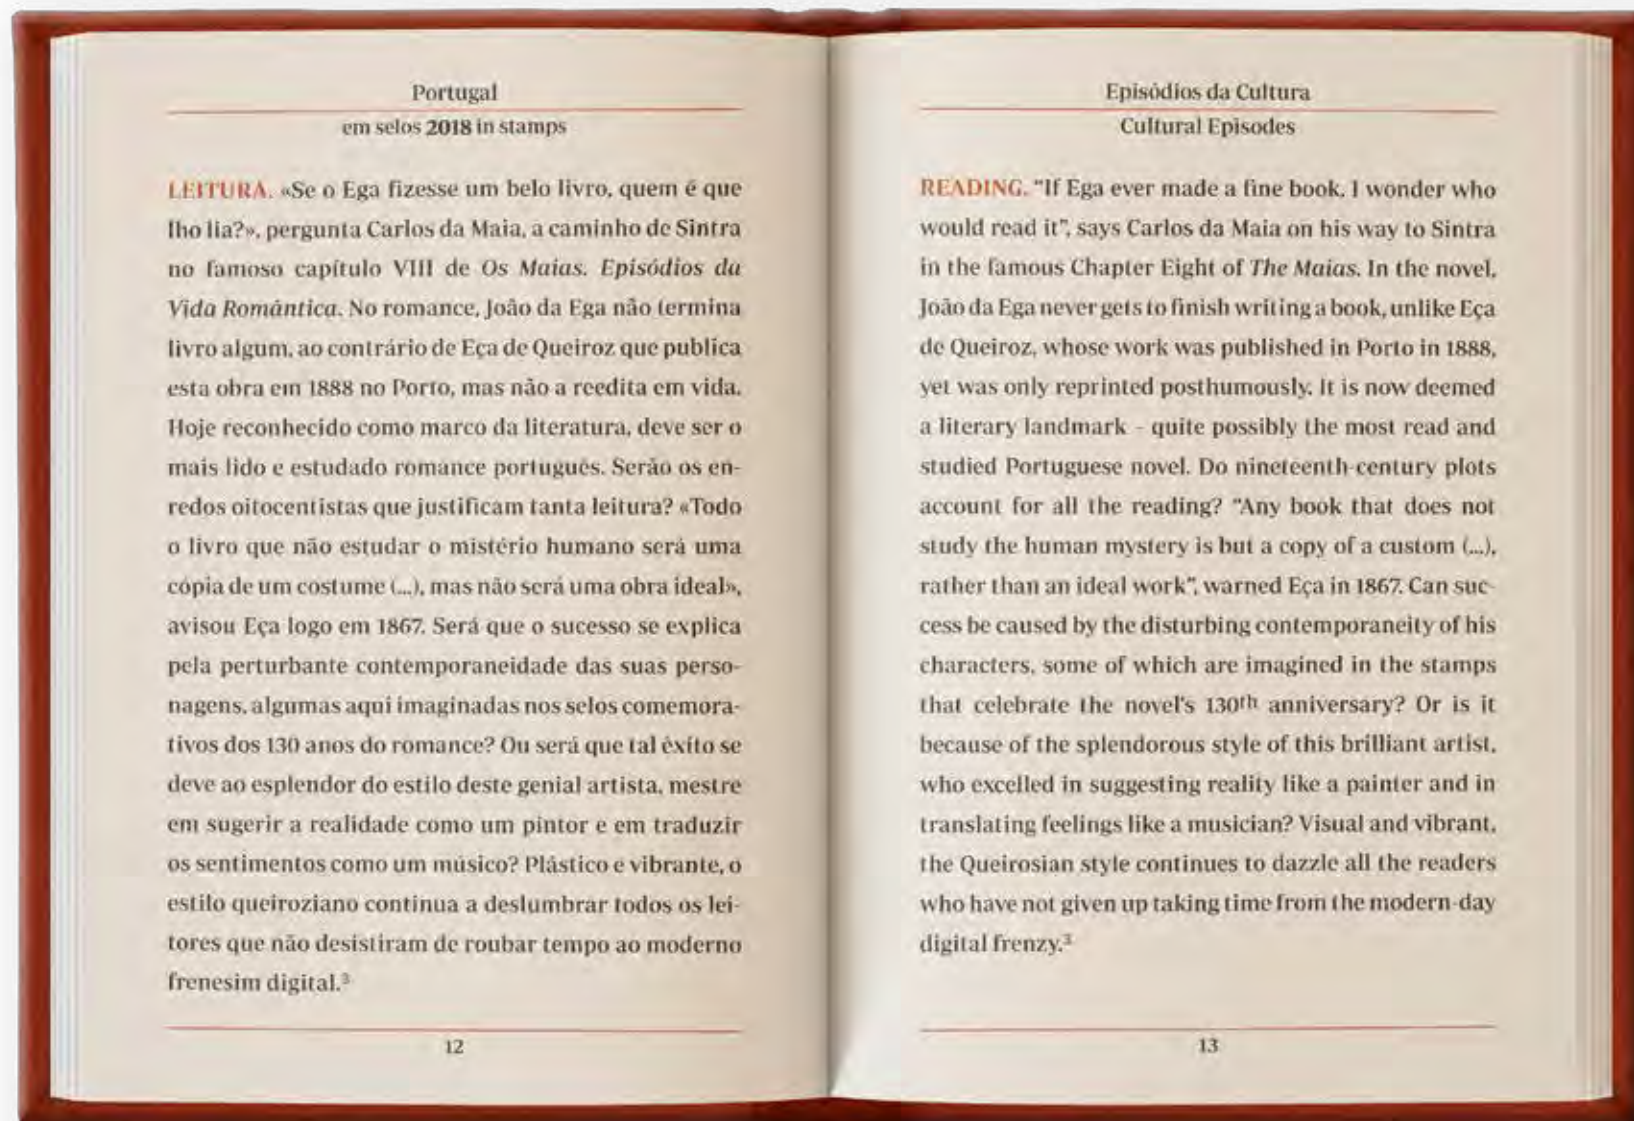 Portugal
em selos 2018 in stamps
LEITURA. «Se o Ega fizesse um belo livro, quem é que
lho lia?», pergunta Carlos da Maia, a caminho de Sintra
no famoso capítulo VIII de Os Maias. Episódios da
Vida Romântica. No romance, João da Ega não termina
livro algum, ao contrário de Eça de Queiroz que publica
esta obra em 1888 no Porto, mas não a reedita em vida.
Hoje reconhecido como marco da literatura, deve ser o
mais lido e estudado romance português. Serão os en-
redos oitocentistas que justificam tanta leitura? «Todo
o livro que não estudar o mistério humano será uma
cópia de um costume (...), mas não será uma obra ideal»,
avisou Eça logo em 1867. Será que o sucesso se explica
pela perturbante contemporaneidade das suas perso-
nagens, algumas aqui imaginadas nos selos comemora-
tivos dos 130 anos do romance? Ou será que tal êxito se
deve ao esplendor do estilo deste genial artista, mestre
em sugerir a realidade como um pintor e em traduzir
os sentimentos como um músico? Plástico e vibrante, o
estilo queiroziano continua a deslumbrar todos os lei-
tores que não desistiram de roubar tempo ao moderno
frenesim digital.³
12
Episódios da Cultura
Cultural Episodes
READING. "If Ega ever made a fine book, I wonder who
would read it", says Carlos da Maia on his way to Sintra
in the famous Chapter Eight of The Maias. In the novel,
João da Ega never gets to finish writing a book, unlike Eça
de Queiroz, whose work was published in Porto in 1888,
yet was only reprinted posthumously. It is now deemed
a literary landmark - quite possibly the most read and
studied Portuguese novel. Do nineteenth-century plots
account for all the reading? "Any book that does not
study the human mystery is but a copy of a custom (...),
rather than an ideal work", warned Eça in 1867. Can suc-
cess be caused by the disturbing contemporaneity of his
characters, some of which are imagined in the stamps
that celebrate the novel's 130th anniversary? Or is it
because of the splendorous style of this brilliant artist,
who excelled in suggesting reality like a painter and in
translating feelings like a musician? Visual and vibrant,
the Queirosian style continues to dazzle all the readers
who have not given up taking time from the modern-day
digital frenzy.³
13